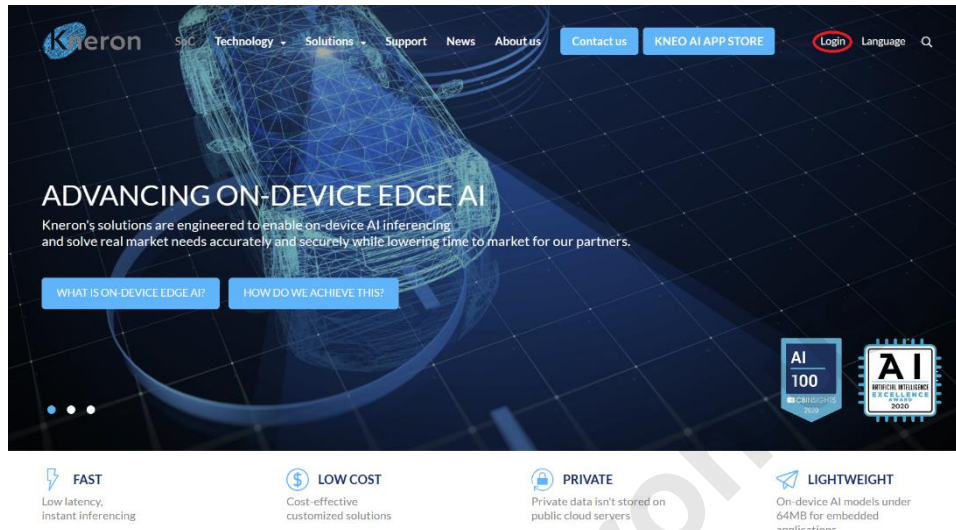 Kneron
SoC Technology Solutions Support News About us Contact us KNEO AI APP STORE Login Language
ADVANCING ON-DEVICE EDGE AI
Kneron's solutions are engineered to enable on-device AI inferencing
and solve real market needs accurately and securely while lowering time to market for our partners.
WHAT IS ON-DEVICE EDGE AI? HOW DO WE ACHIEVE THIS?
AI
100
CBINSIGHTS
2020
AI
ARTIFICIAL INTELLIGENCE
EXCELLENCE
AWARD
2020
FAST
Low latency,
instant inferencing
LOW COST
Cost-effective
customized solutions
PRIVATE
Private data isn't stored on
public cloud servers
LIGHTWEIGHT
On-device AI models under
64MB for embedded
applications